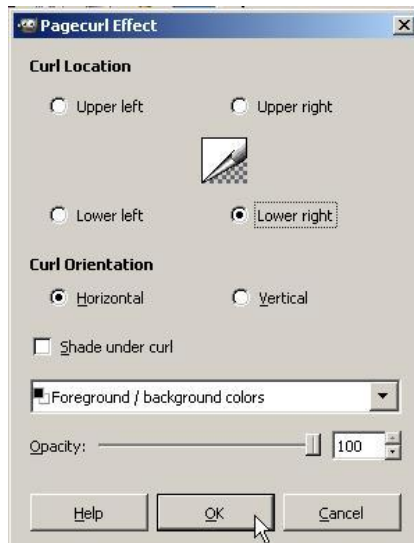 Pagecurl Effect
Curl Location
Upper left Upper right
Lower left Lower right
Curl Orientation
Horizontal Vertical
Shade under curl
Foreground / background colors
Opacity: 100
Help OK Cancel